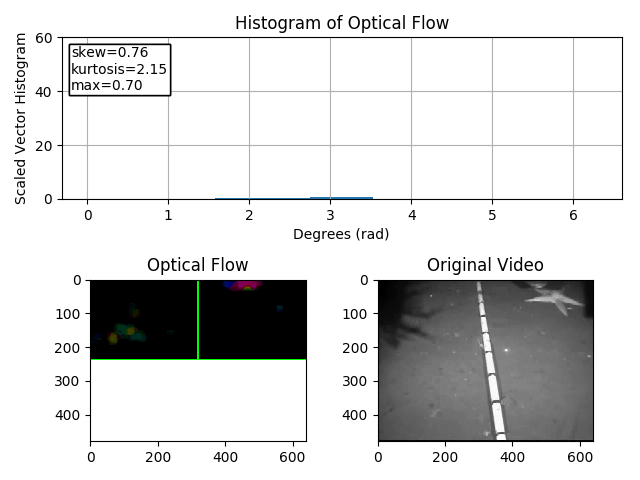 Histogram of Optical Flow
Scaled Vector Histogram
60
40
20
0
skew=0.76
kurtosis=2.15
max=0.70
0 1 2 3 4 5 6
Degrees (rad)
Optical Flow
0
100
200
300
400
0 200 400 600
Original Video
0
100
200
300
400
0 200 400 600